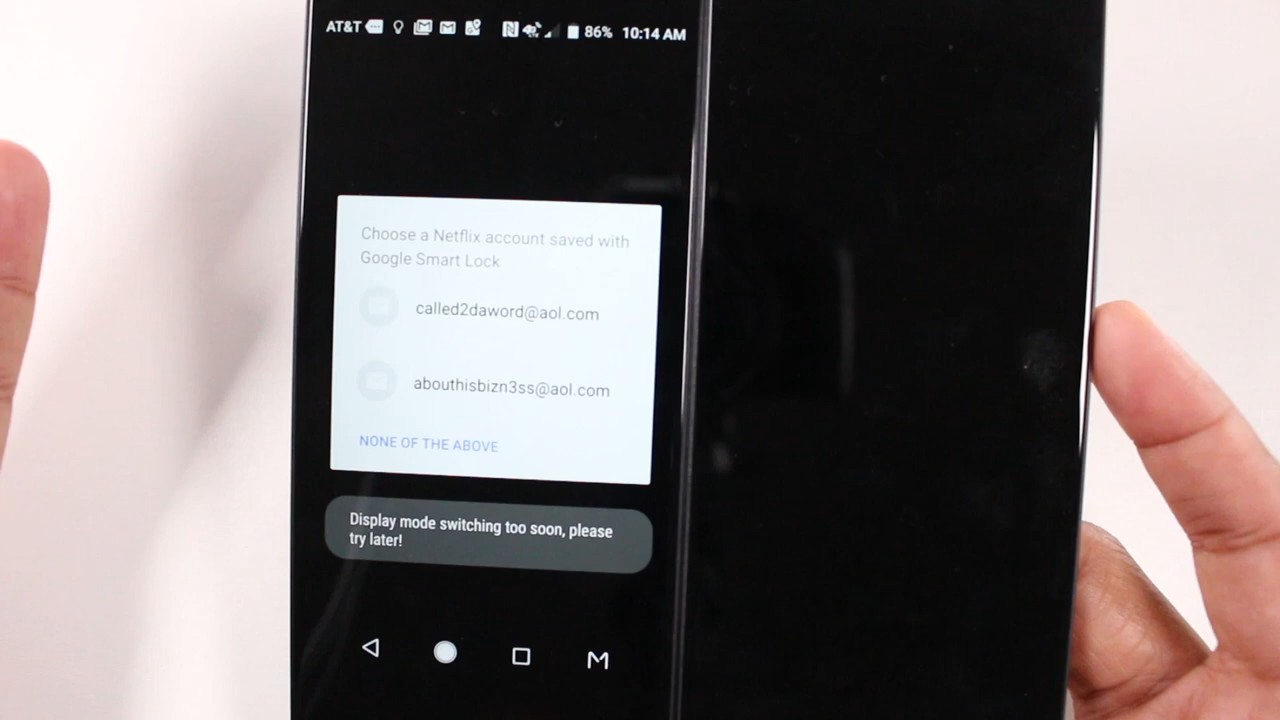 AT&T 86% 10:14 AM
Choose a Netflix account saved with
Google Smart Lock
called2daword@aol.com
abouthisbizn3ss@aol.com
NONE OF THE ABOVE
Display mode switching too soon, please
try later!
M